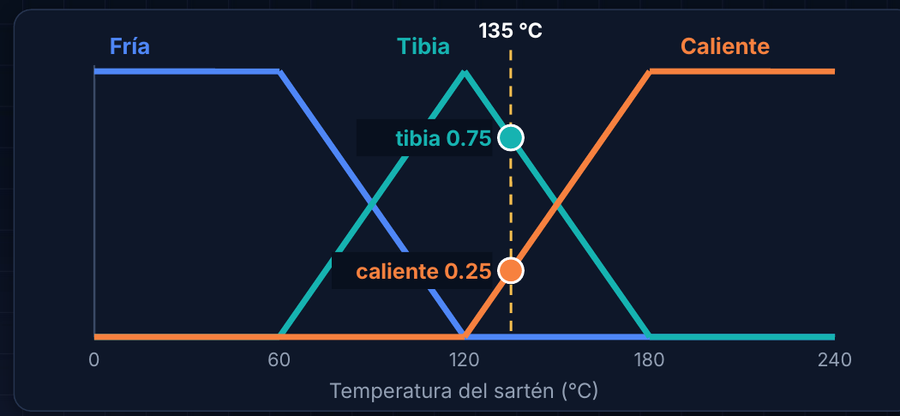 135 °C
Fría
Tibia
Caliente
tibia 0.75
caliente 0.25
0
60
120
180
240
Temperatura del sartén (°C)